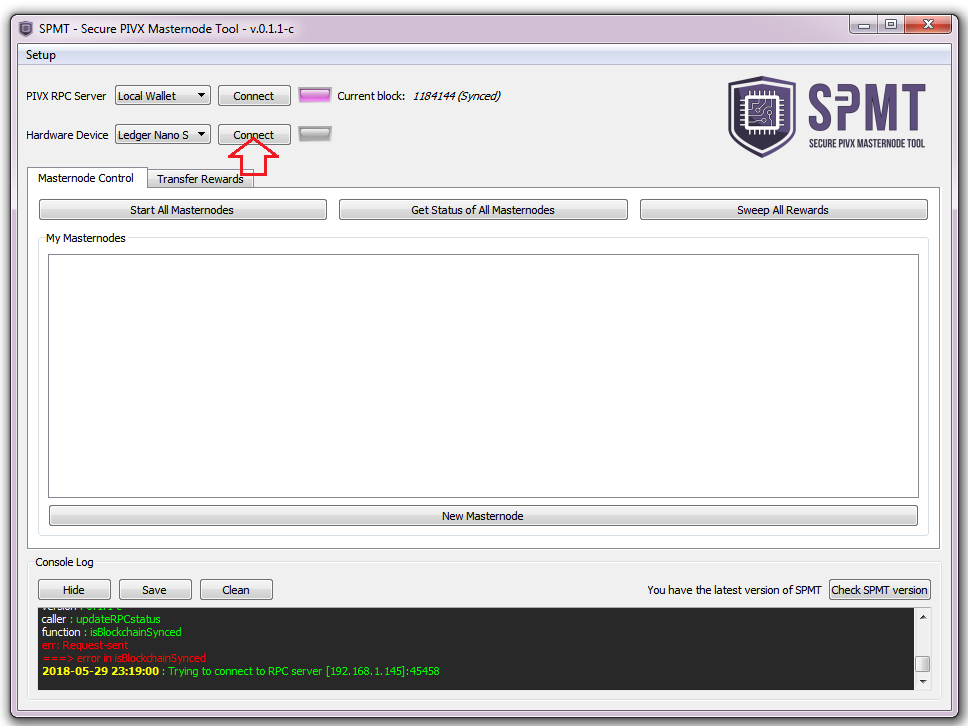 SPMT - Secure PIVX Masternode Tool - v.0.1.1-c
Setup
PIVX RPC Server Local Wallet Connect Current block: 1184144 (Synced)
Hardware Device Ledger Nano S Connect
SPMT
SECURE PIVX MASTERNODE TOOL
Masternode Control Transfer Rewards
Start All Masternodes Get Status of All Masternodes Sweep All Rewards
My Masternodes
New Masternode
Console Log
Hide Save Clean You have the latest version of SPMT Check SPMT version
version : 0.1.1-c
caller : updateRPCstatus
function : isBlockchainSynced
err: Request-sent
===> error in isBlockchainSynced
2018-05-29 23:19:00 : Trying to connect to RPC server [192.168.1.145]:45458